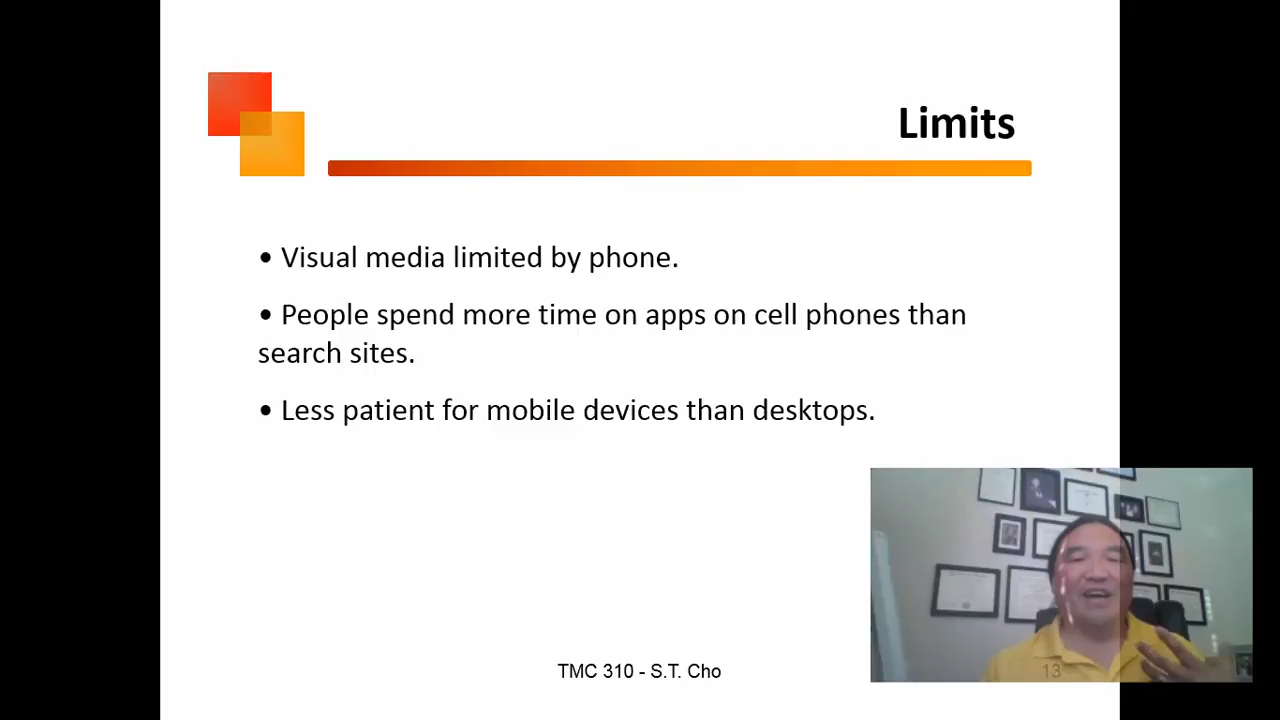 Limits
• Visual media limited by phone.
• People spend more time on apps on cell phones than
search sites.
• Less patient for mobile devices than desktops.
TMC 310 - S.T. Cho
13